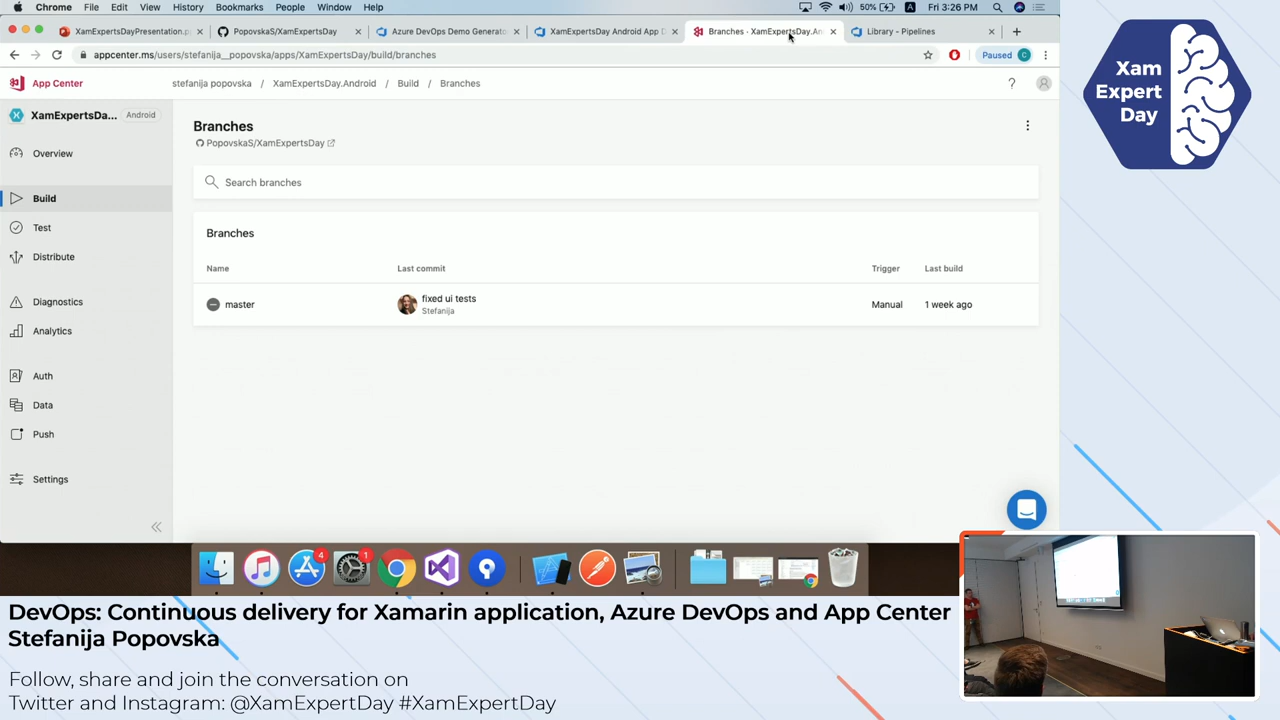 Chrome File Edit View History Bookmarks People Window Help 50% A Fri 3:26 PM
XamExpertsDayPresentation.p
PopovskaS/XamExpertsDay
Azure DevOps Demo Generato
XamExpertsDay Android App D
Branches · XamExpertsDay.An
Library - Pipelines
appcenter.ms/users/stefanija__popovska/apps/XamExpertsDay/build/branches
Paused C
App Center
stefanija popovska / XamExpertsDay.Android / Build / Branches
?
XamExpertsDa... Android
Overview
Build
Test
Distribute
Diagnostics
Analytics
Auth
Data
Push
Settings
Branches
PopovskaS/XamExpertsDay
Search branches
Branches
Name Last commit Trigger Last build
master fixed ui tests Manual 1 week ago
Stefanija
4
1
Xam
Expert
Day
DevOps: Continuous delivery for Xamarin application, Azure DevOps and App Center
Stefanija Popovska
Follow, share and join the conversation on
Twitter and Instagram: @XamExpertDay #XamExpertDay